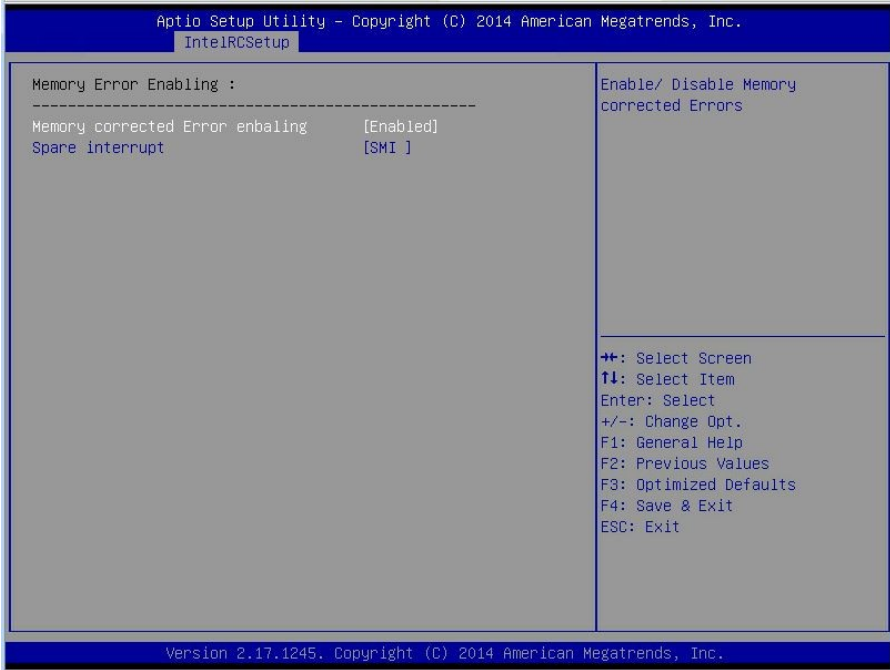 Aptio Setup Utility – Copyright (C) 2014 American Megatrends, Inc.
IntelRCSetup
Memory Error Enabling :
--------------------------------------------------
Memory corrected Error enbaling [Enabled]
Spare interrupt [SMI ]
Enable/ Disable Memory
corrected Errors
→←: Select Screen
↑↓: Select Item
Enter: Select
+/-: Change Opt.
F1: General Help
F2: Previous Values
F3: Optimized Defaults
F4: Save & Exit
ESC: Exit
Version 2.17.1245. Copyright (C) 2014 American Megatrends, Inc.